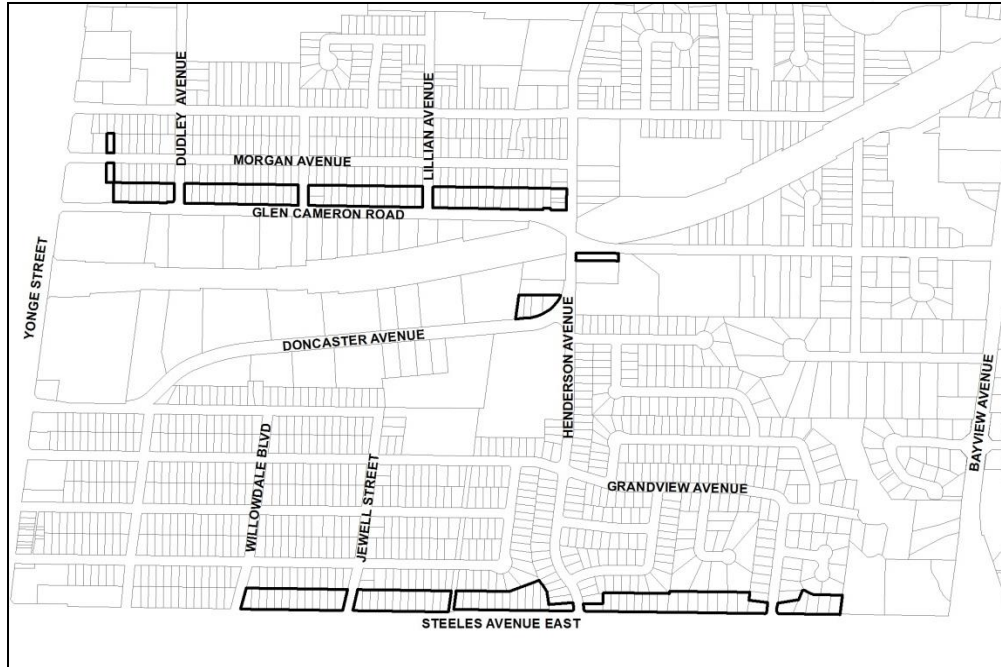 DUDLEY AVENUE
LILLIAN AVENUE
MORGAN AVENUE
GLEN CAMERON ROAD
YONGE STREET
DONCASTER AVENUE
HENDERSON AVENUE
BAYVIEW AVENUE
WILLOWDALE BLVD
JEWELL STREET
GRANDVIEW AVENUE
STEELES AVENUE EAST